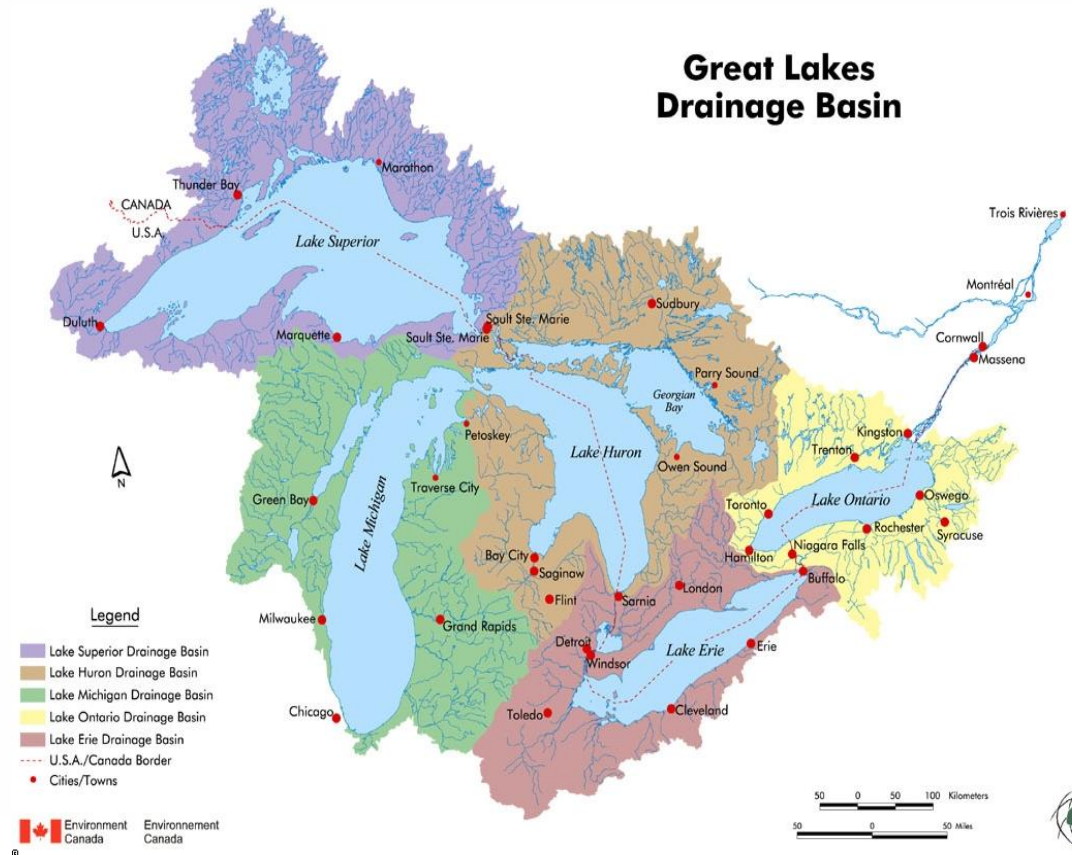 Great Lakes
Drainage Basin
Marathon
Thunder Bay
CANADA
U.S.A.
Lake Superior
Trois Rivières
Montréal
Sudbury
Sault Ste. Marie
Sault Ste. Marie
Duluth
Marquette
Cornwall
Massena
Parry Sound
Georgian
Bay
Petoskey
Kingston
Trenton
Lake Huron
Owen Sound
N
Traverse City
Green Bay
Lake Michigan
Lake Ontario
Oswego
Toronto
Rochester
Syracuse
Hamilton
Niagara Falls
Bay City
Saginaw
Buffalo
Flint
Sarnia
London
Legend
Milwaukee
Grand Rapids
Detroit
Windsor
Lake Erie
Erie
Lake Superior Drainage Basin
Lake Huron Drainage Basin
Lake Michigan Drainage Basin
Lake Ontario Drainage Basin
Lake Erie Drainage Basin
U.S.A./Canada Border
Cities/Towns
Chicago
Toledo
Cleveland
50 0 50 100 Kilometers
50 0 50 Miles
Environment Environnement
Canada Canada